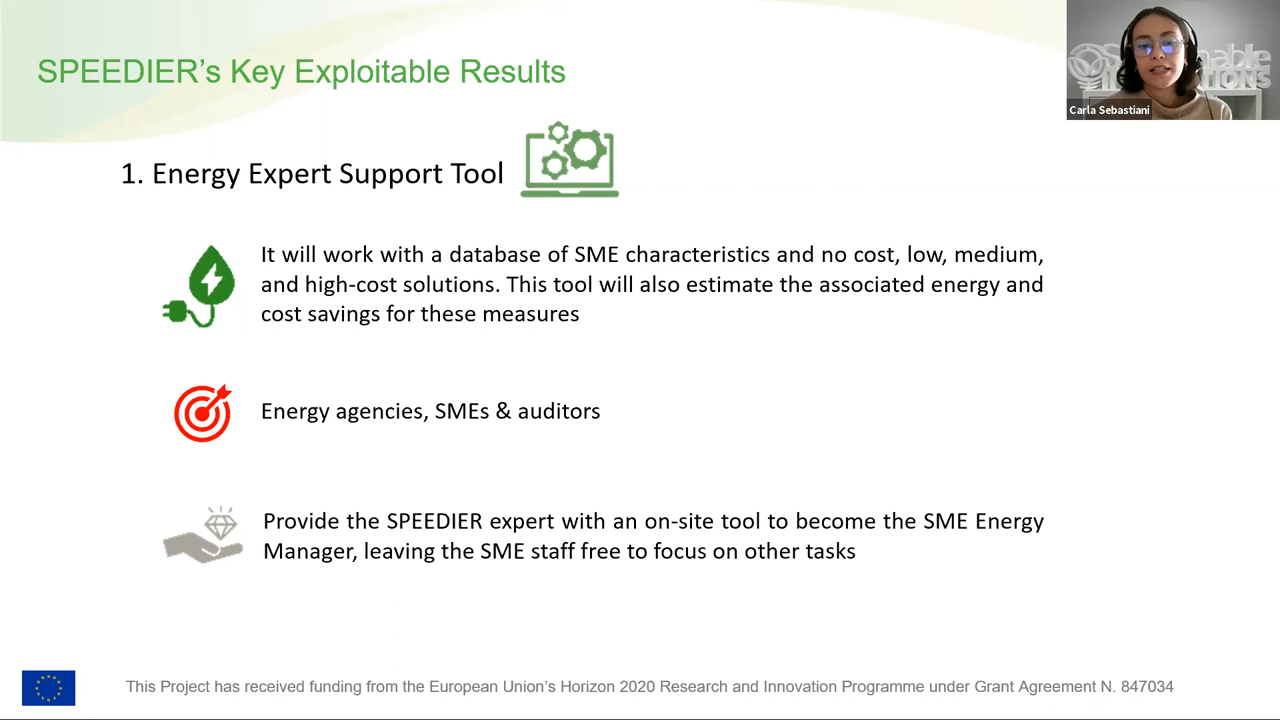 SPEEDIER's Key Exploitable Results
Carla Sebastiani
1. Energy Expert Support Tool
It will work with a database of SME characteristics and no cost, low, medium,
and high-cost solutions. This tool will also estimate the associated energy and
cost savings for these measures
Energy agencies, SMEs & auditors
Provide the SPEEDIER expert with an on-site tool to become the SME Energy
Manager, leaving the SME staff free to focus on other tasks
This Project has received funding from the European Union's Horizon 2020 Research and Innovation Programme under Grant Agreement N. 847034